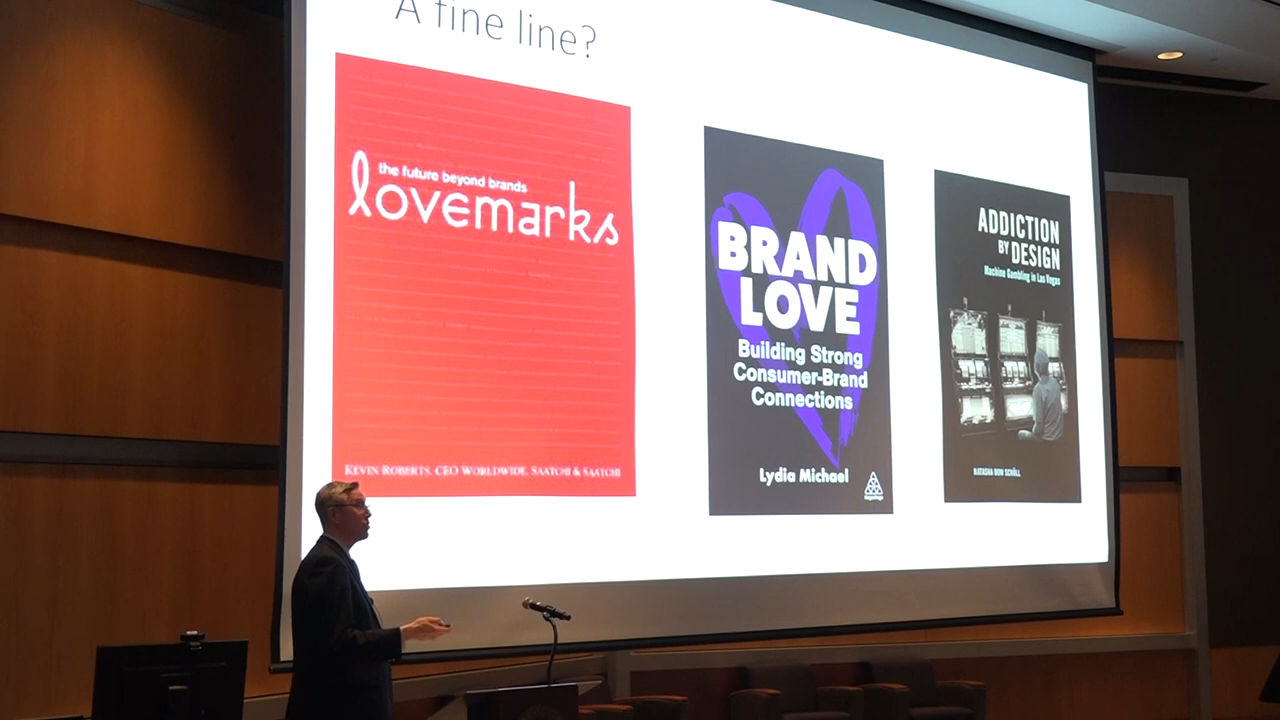 A fine line?
the future beyond brands
lovemarks
KEVIN ROBERTS, CEO WORLDWIDE, SAATCHI & SAATCHI
BRAND
LOVE
Building Strong
Consumer-Brand
Connections
Lydia Michael
KoganPage
ADDICTION
BY DESIGN
Machine Gambling in Las Vegas
NATASHA DOW SCHÜLL